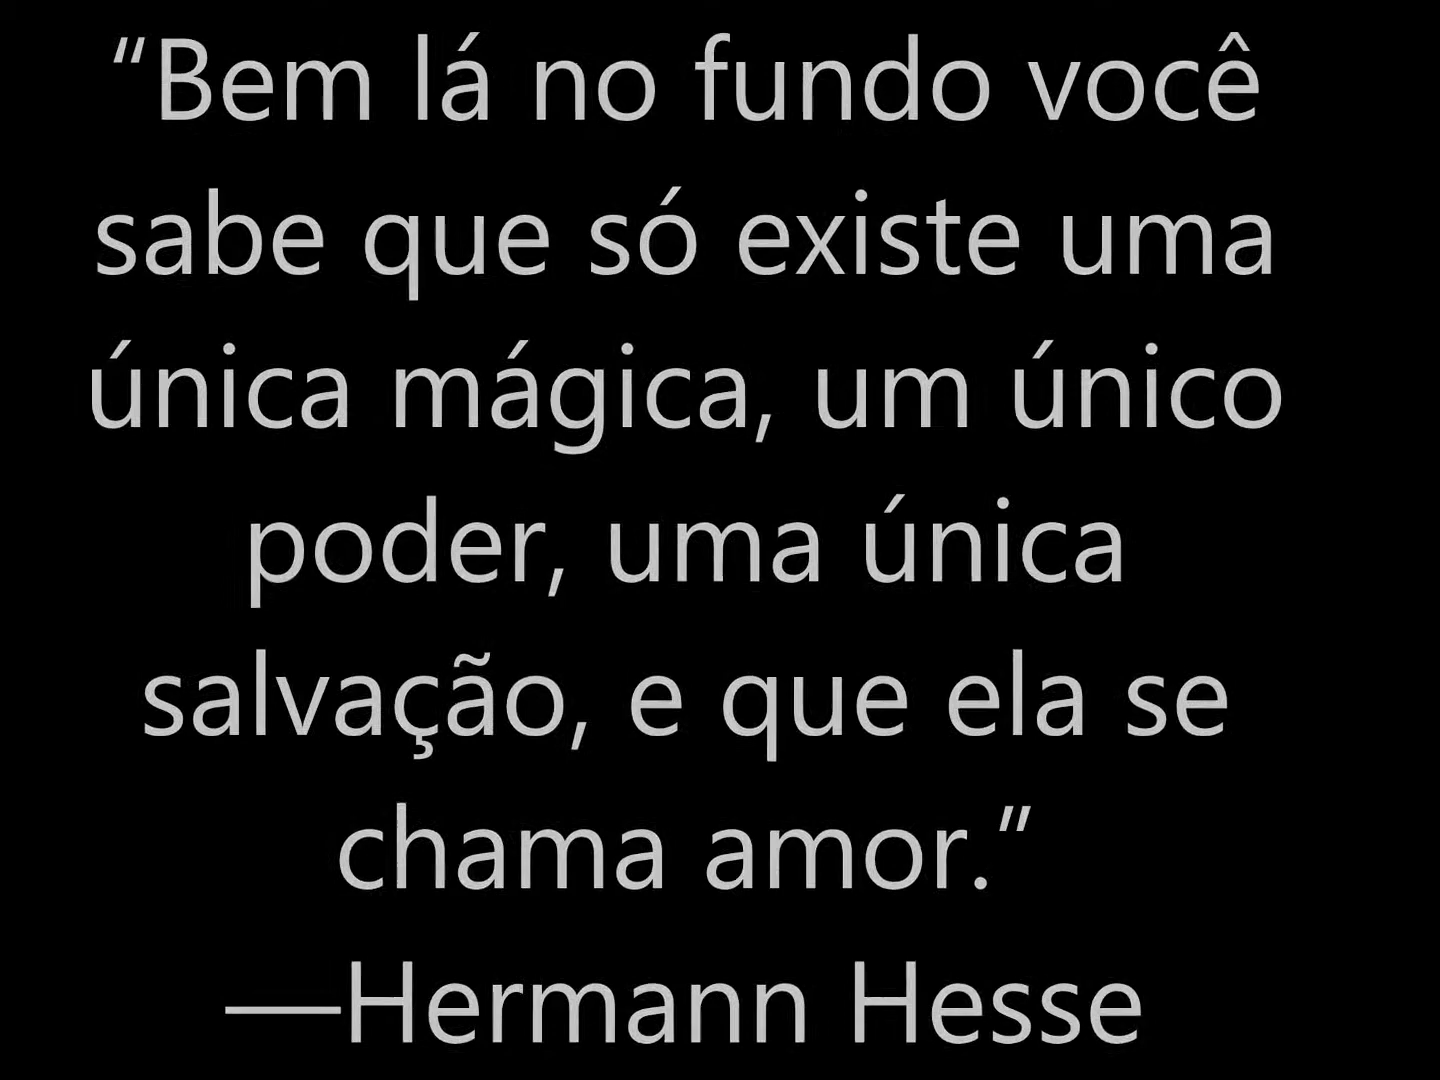 “Bem lá no fundo você
sabe que só existe uma
única mágica, um único
poder, uma única
salvação, e que ela se
chama amor.”
—Hermann Hesse